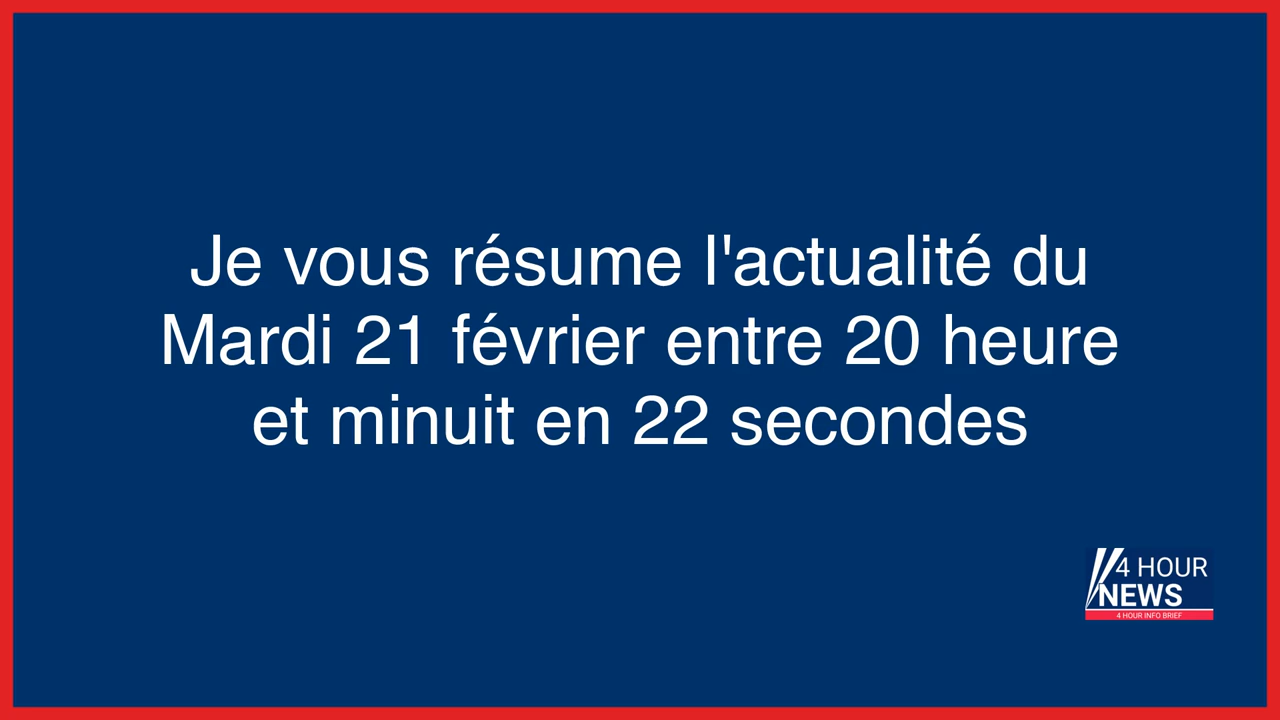 Je vous résume l'actualité du
Mardi 21 février entre 20 heure
et minuit en 22 secondes
4 HOUR
NEWS
4 HOUR INFO BRIEF